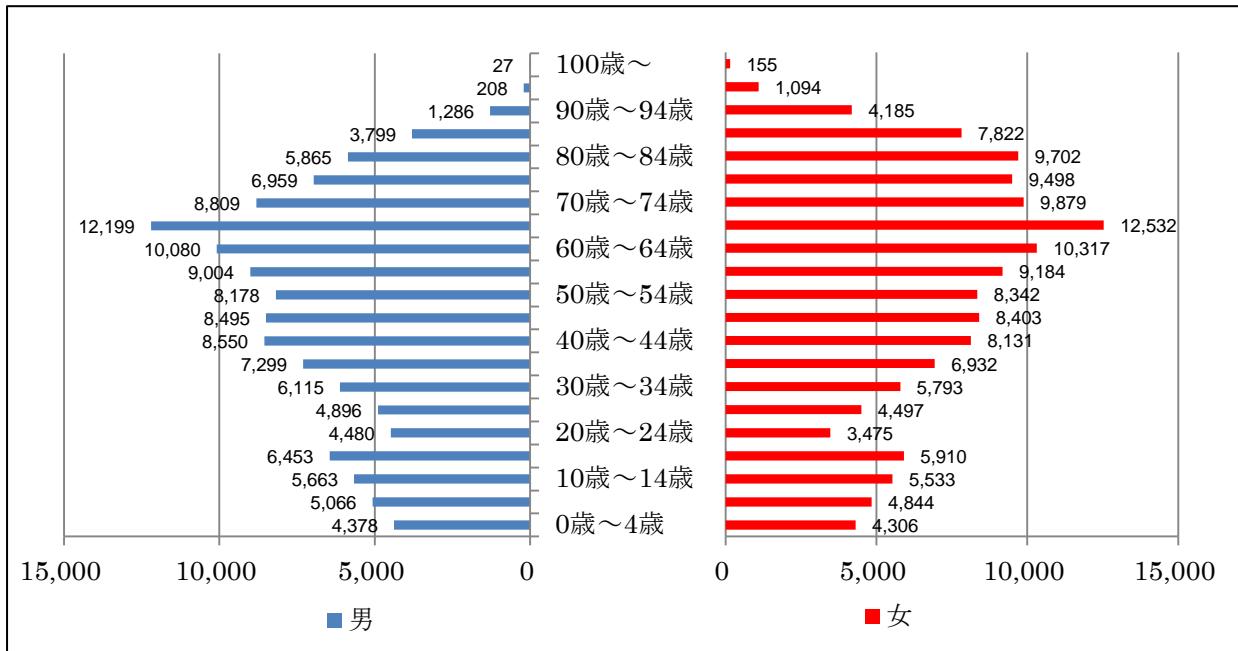 27 100歳～ 155
208 1,094
1,286 90歳～94歳 4,185
3,799 7,822
5,865 80歳～84歳 9,702
6,959 9,498
8,809 70歳～74歳 9,879
12,199 12,532
10,080 60歳～64歳 10,317
9,004 9,184
8,178 50歳～54歳 8,342
8,495 8,403
8,550 40歳～44歳 8,131
7,299 6,932
6,115 30歳～34歳 5,793
4,896 4,497
4,480 20歳～24歳 3,475
6,453 5,910
5,663 10歳～14歳 5,533
5,066 4,844
4,378 0歳～4歳 4,306
15,000 10,000 5,000 0 0 5,000 10,000 15,000
男 女